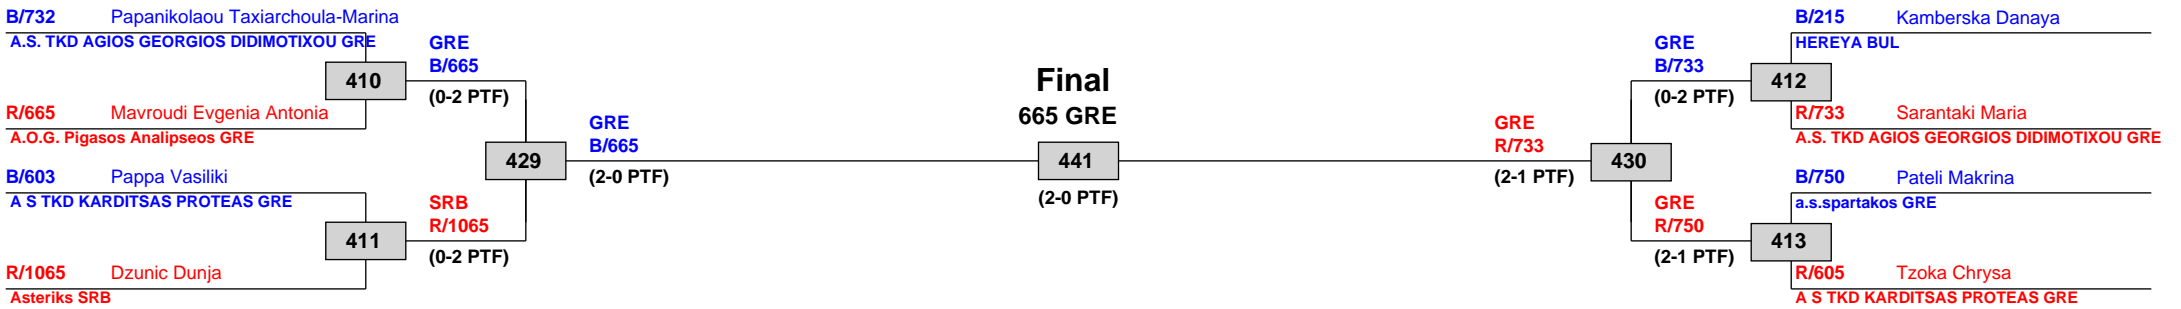 B/732 Papanikolaou Taxiarchoula-Marina
A.S. TKD AGIOS GEORGIOS DIDIMOTIXOU GRE
410
R/665 Mavroudi Evgenia Antonia
A.O.G. Pigasos Analipseos GRE
GRE
B/665
(0-2 PTF)
B/603 Pappa Vasiliki
A S TKD KARDITSAS PROTEAS GRE
411
R/1065 Dzunic Dunja
Asteriks SRB
SRB
R/1065
(0-2 PTF)
429
GRE
B/665
(2-0 PTF)
Final
665 GRE
441
(2-0 PTF)
GRE
R/733
(2-1 PTF)
430
GRE
B/733
(0-2 PTF)
B/215 Kamberska Danaya
HEREYA BUL
412
R/733 Sarantaki Maria
A.S. TKD AGIOS GEORGIOS DIDIMOTIXOU GRE
GRE
R/750
(2-1 PTF)
B/750 Pateli Makrina
a.s.spartakos GRE
413
R/605 Tzoka Chrysa
A S TKD KARDITSAS PROTEAS GRE